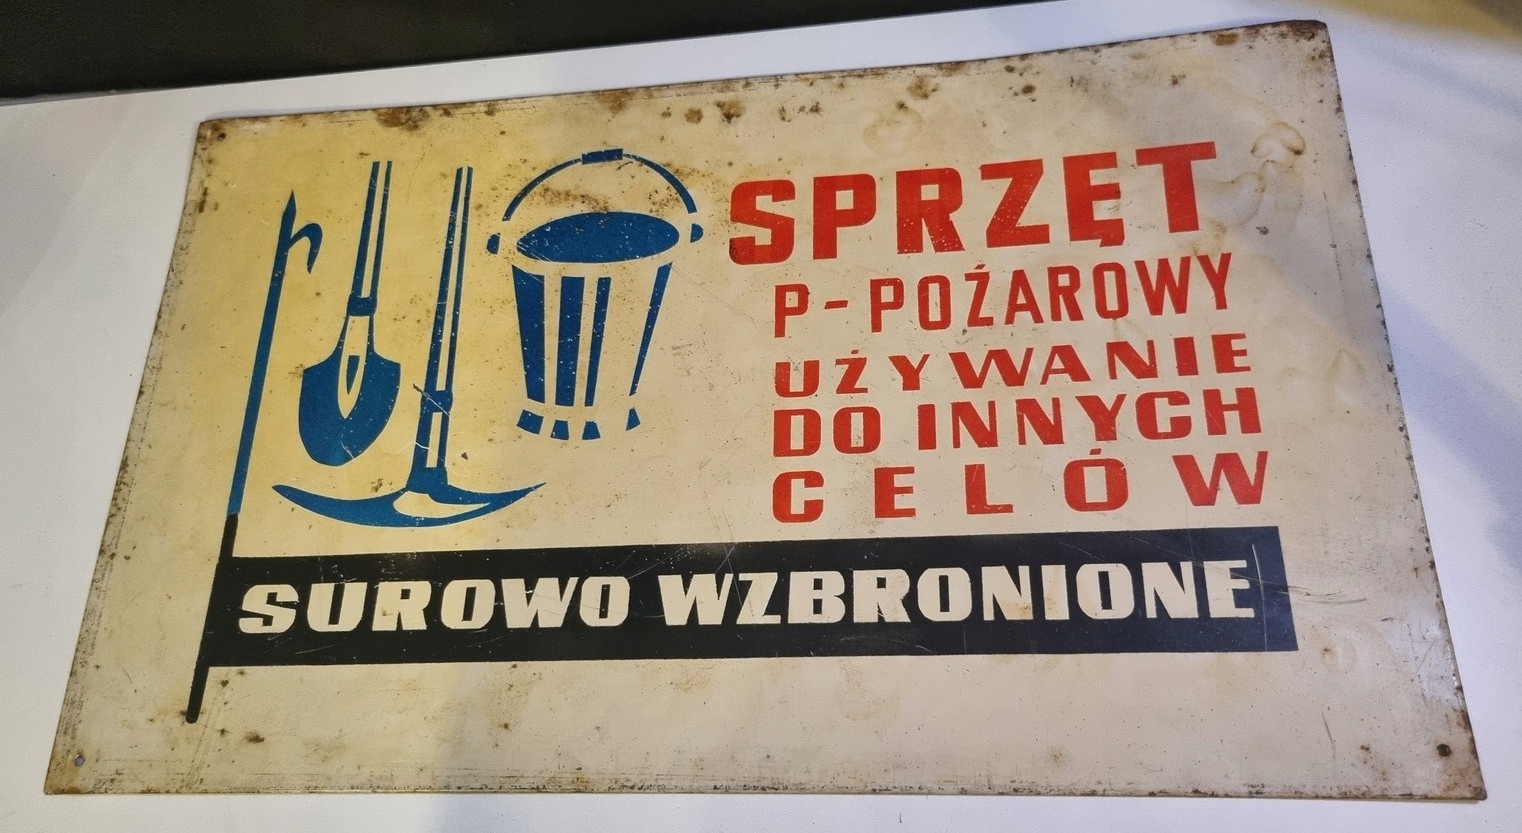 SPRZĘT
P-POŻAROWY
UŻYWANIE
DO INNYCH
CELÓW
SUROWO WZBRONIONE